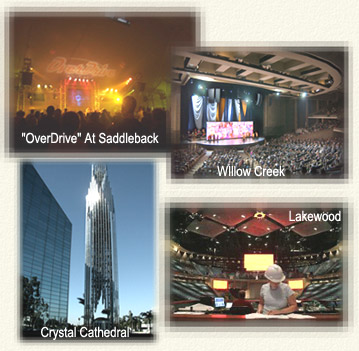 "OverDrive" At Saddleback
Willow Creek
Lakewood
Crystal Cathedral